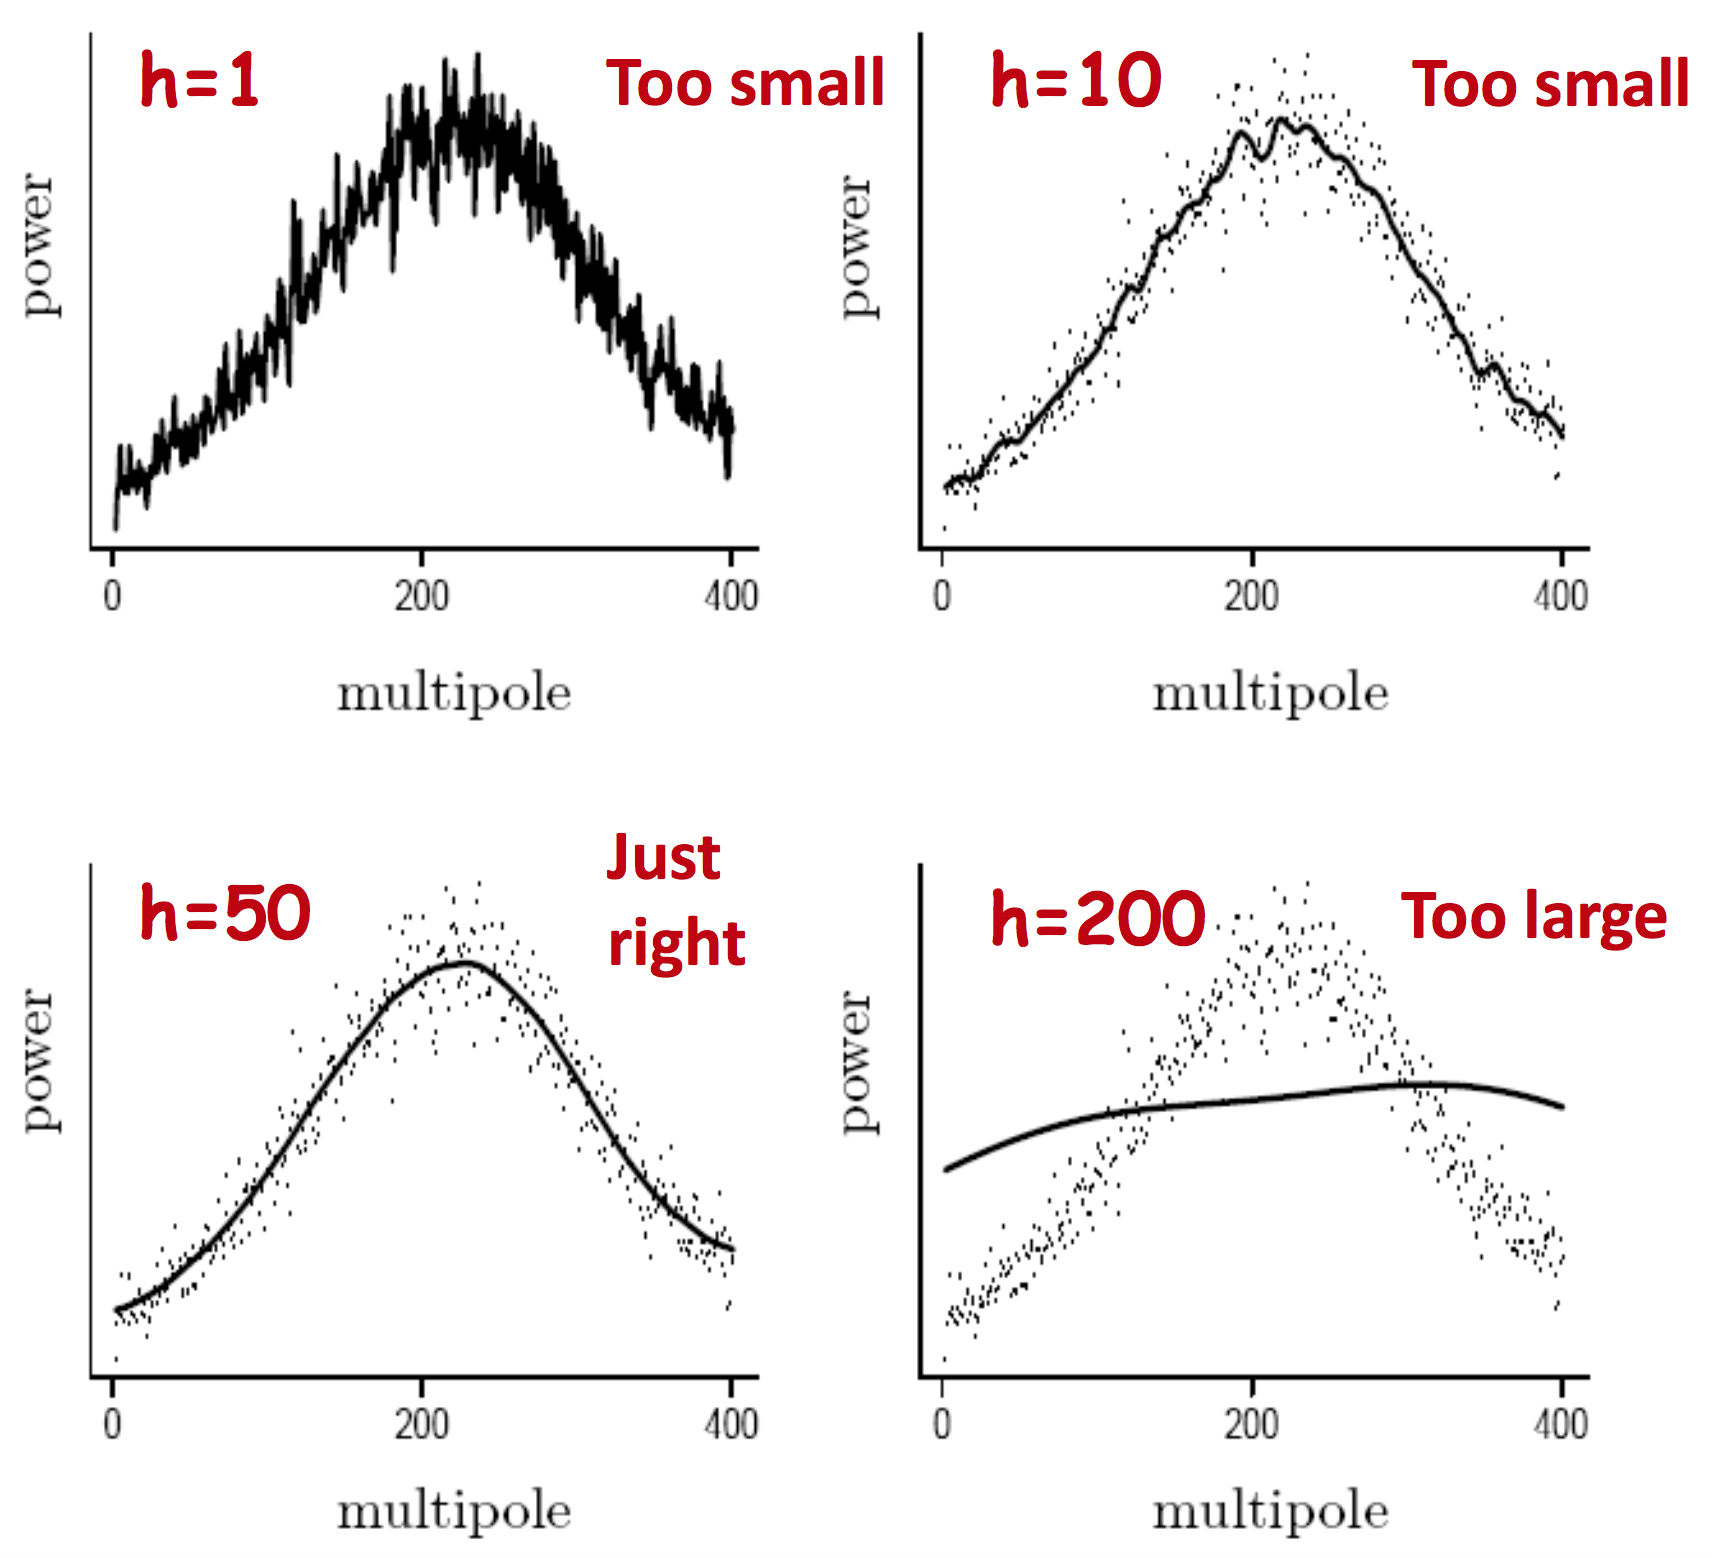 h=1
Too small
power
0 200 400
multipole
h=10
Too small
power
0 200 400
multipole
h=50
Just
right
power
0 200 400
multipole
h=200
Too large
power
0 200 400
multipole